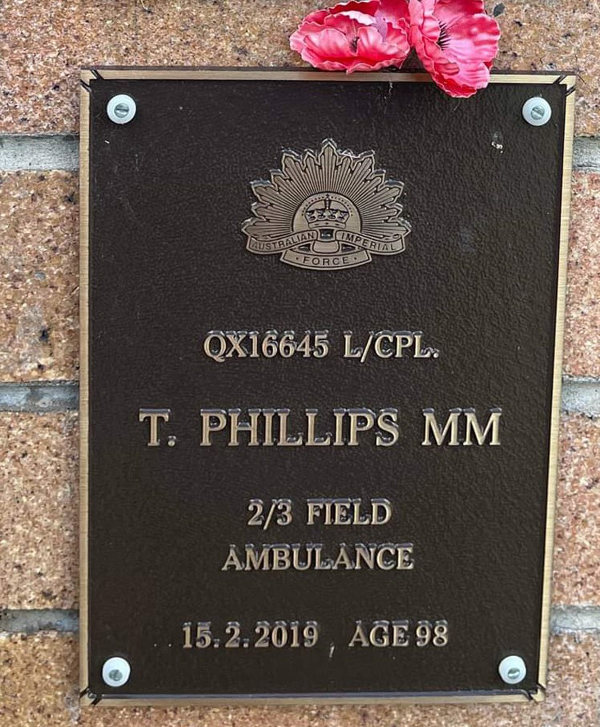 AUSTRALIAN IMPERIAL
FORCE
QX16645 L/CPL.
T. PHILLIPS MM
2/3 FIELD
AMBULANCE
15.2.2019 AGE 98